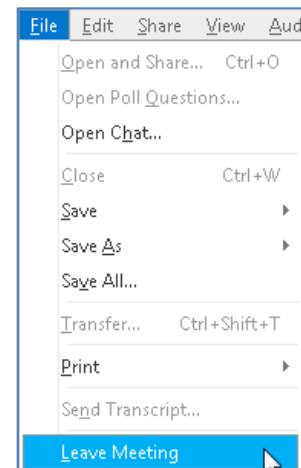 File Edit Share View Aud
Open and Share... Ctrl+O
Open Poll Questions...
Open Chat...
Close Ctrl+W
Save
Save As
Save All...
Transfer... Ctrl+Shift+T
Print
Send Transcript...
Leave Meeting